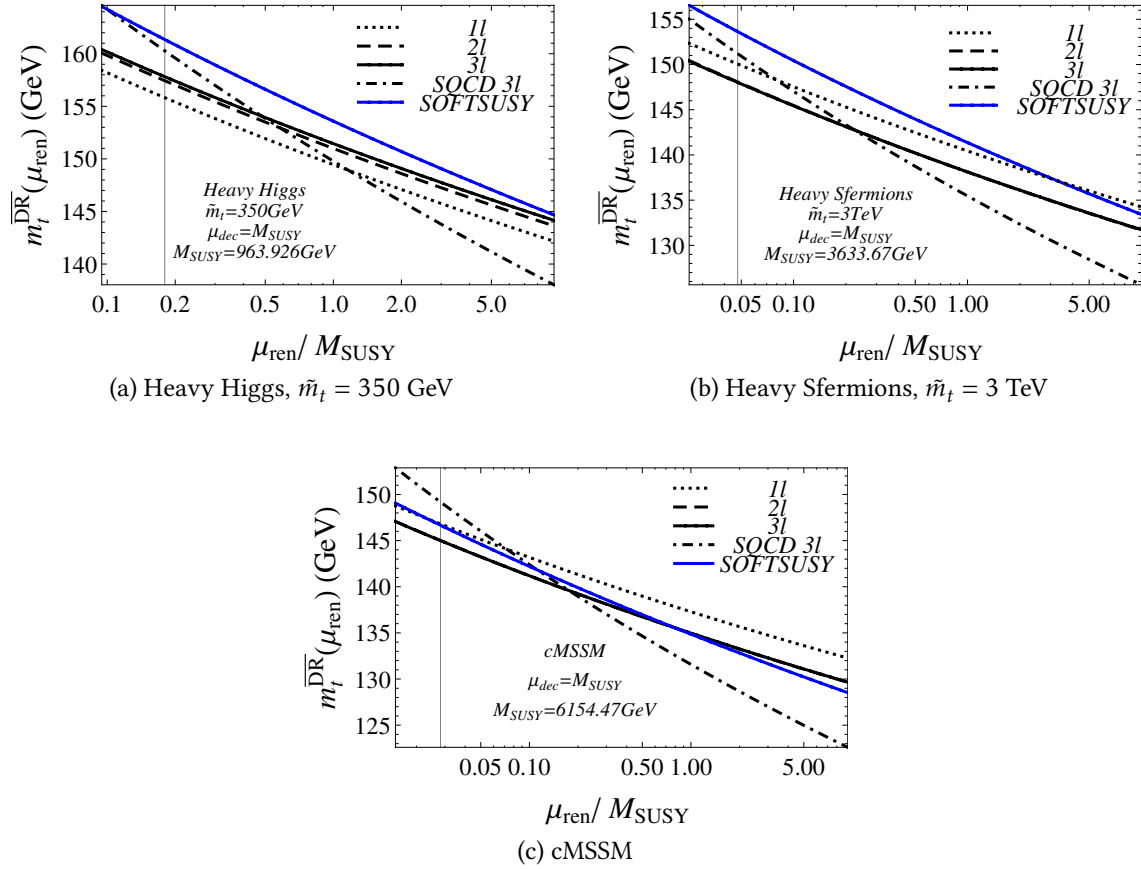 160
155
150
145
140
0.1
0.2
0.5
1.0
2.0
5.0
m_t^{\overline{DR}}(μ_ren) (GeV)
μ_ren/ M_SUSY
1l
2l
3l
SQCD 3l
SOFTSUSY
Heavy Higgs
m̃_t=350GeV
μ_dec=M_SUSY
M_SUSY=963.926GeV
(a) Heavy Higgs, m̃_t = 350 GeV
155
150
145
140
135
130
0.05
0.10
0.50
1.00
5.00
m_t^{\overline{DR}}(μ_ren) (GeV)
μ_ren/ M_SUSY
1l
2l
3l
SQCD 3l
SOFTSUSY
Heavy Sfermions
m̃_t=3TeV
μ_dec=M_SUSY
M_SUSY=3633.67GeV
(b) Heavy Sfermions, m̃_t = 3 TeV
150
145
140
135
130
125
0.05
0.10
0.50
1.00
5.00
m_t^{\overline{DR}}(μ_ren) (GeV)
μ_ren/ M_SUSY
1l
2l
3l
SQCD 3l
SOFTSUSY
cMSSM
μ_dec=M_SUSY
M_SUSY=6154.47GeV
(c) cMSSM